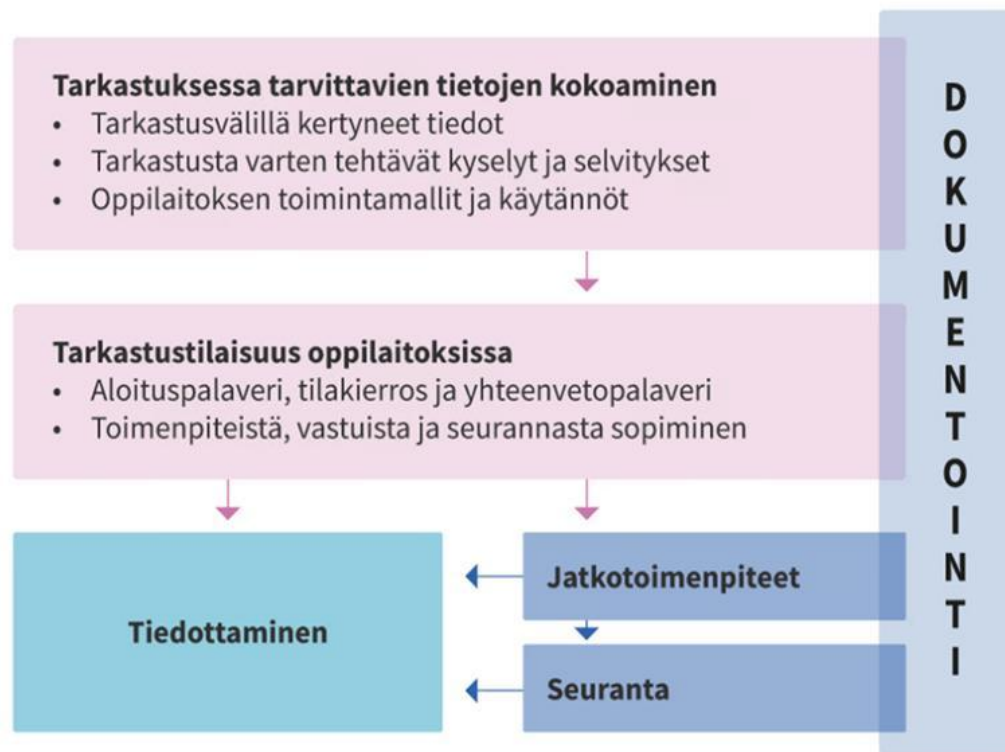 Tarkastuksessa tarvittavien tietojen kokoaminen
• Tarkastusvälillä kertyneet tiedot
• Tarkastusta varten tehtävät kyselyt ja selvitykset
• Oppilaitoksen toimintamallit ja käytännöt
Tarkastustilaisuus oppilaitoksissa
• Aloituspalaveri, tilakierros ja yhteenvetopalaveri
• Toimenpiteistä, vastuista ja seurannasta sopiminen
Tiedottaminen
Jatkotoimenpiteet
Seuranta
DOKUMENTOINTI